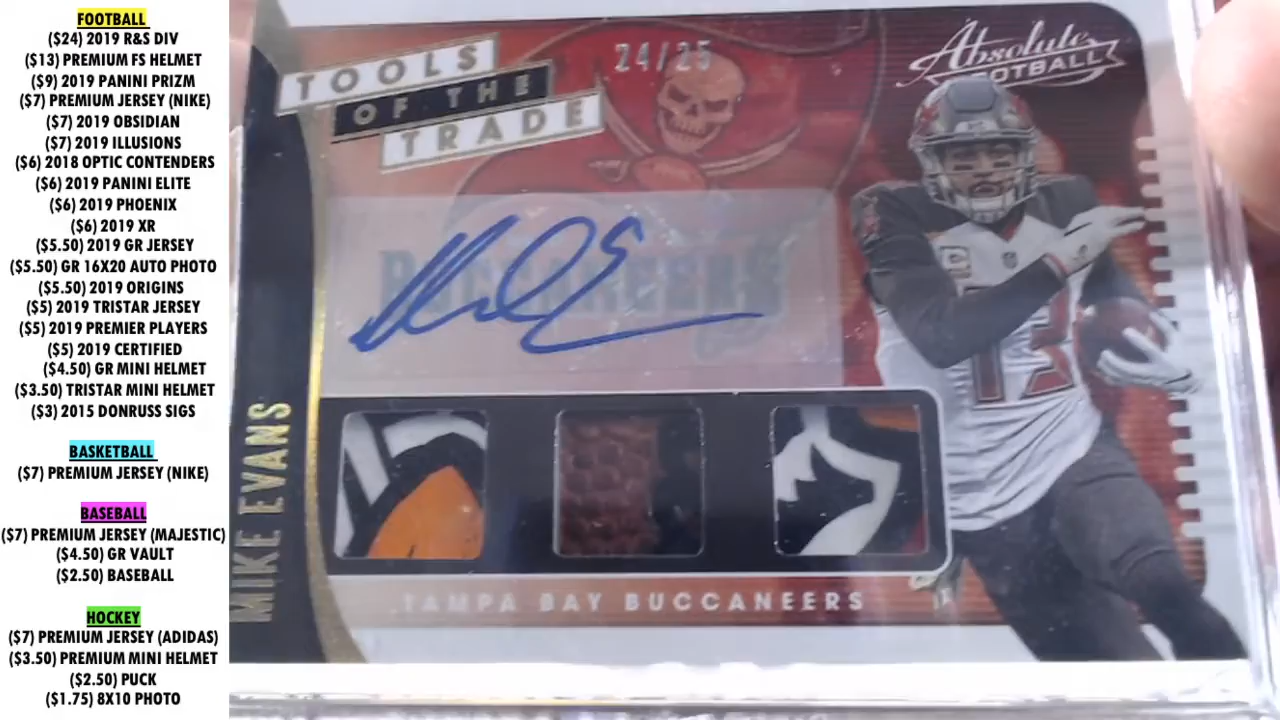 FOOTBALL
($24) 2019 R&S DIV
($13) PREMIUM FS HELMET
($9) 2019 PANINI PRIZM
($7) PREMIUM JERSEY (NIKE)
($7) 2019 OBSIDIAN
($7) 2019 ILLUSIONS
($6) 2018 OPTIC CONTENDERS
($6) 2019 PANINI ELITE
($6) 2019 PHOENIX
($6) 2019 XR
($5.50) 2019 GR JERSEY
($5.50) GR 16X20 AUTO PHOTO
($5.50) 2019 ORIGINS
($5) 2019 TRISTAR JERSEY
($5) 2019 PREMIER PLAYERS
($5) 2019 CERTIFIED
($4.50) GR MINI HELMET
($3.50) TRISTAR MINI HELMET
($3) 2015 DONRUSS SIGS
BASKETBALL
($7) PREMIUM JERSEY (NIKE)
BASEBALL
($7) PREMIUM JERSEY (MAJESTIC)
($4.50) GR VAULT
($2.50) BASEBALL
HOCKEY
($7) PREMIUM JERSEY (ADIDAS)
($3.50) PREMIUM MINI HELMET
($2.50) PUCK
($1.75) 8X10 PHOTO
TOOLS
OF THE
TRADE
24/25
Absolute
FOOTBALL
BUCCANEERS
13
MIKE EVANS
TAMPA BAY BUCCANEERS